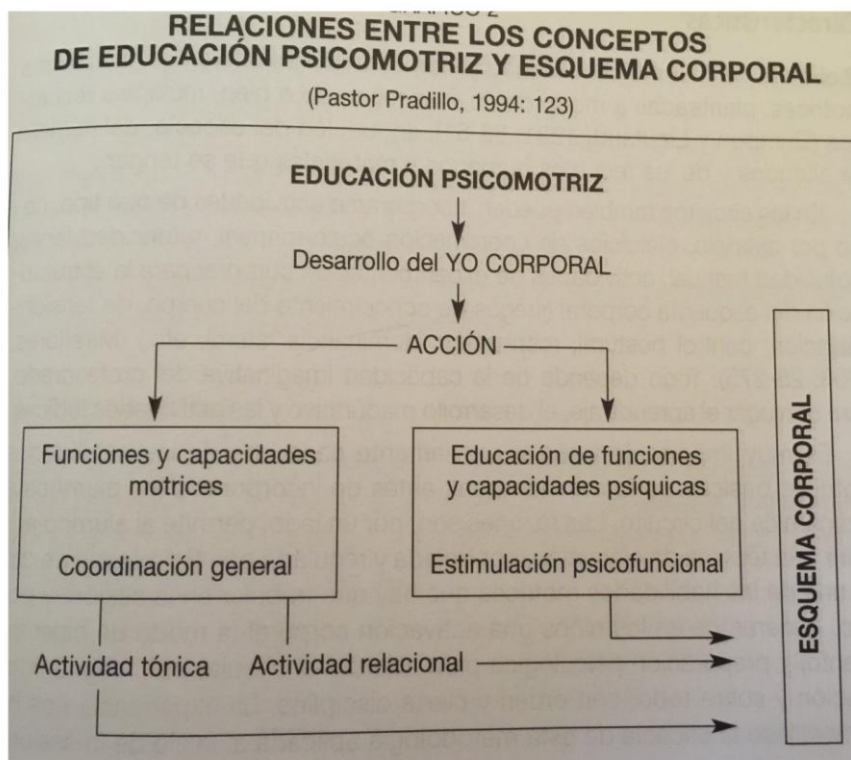 RELACIONES ENTRE LOS CONCEPTOS
DE EDUCACIÓN PSICOMOTRIZ Y ESQUEMA CORPORAL
(Pastor Pradillo, 1994: 123)
EDUCACIÓN PSICOMOTRIZ
Desarrollo del YO CORPORAL
ACCIÓN
Funciones y capacidades
motrices
Coordinación general
Educación de funciones
y capacidades psíquicas
Estimulación psicofuncional
Actividad tónica
Actividad relacional
ESQUEMA CORPORAL